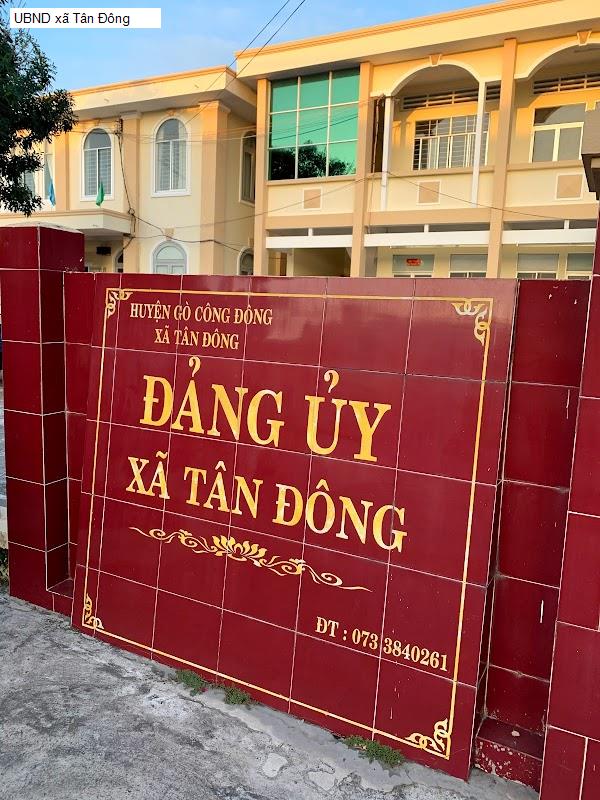 UBND xã Tân Đông
HUYỆN GÒ CÔNG ĐÔNG
XÃ TÂN ĐÔNG
ĐẢNG ỦY
XÃ TÂN ĐÔNG
ĐT : 073 3840261